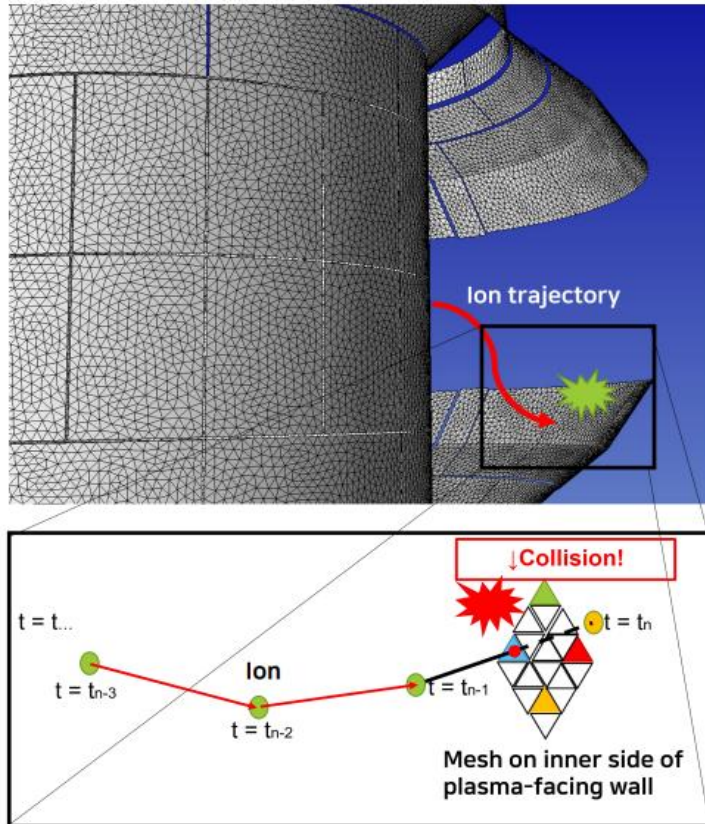 Ion trajectory
↓Collision!
t = t...
t = tₙ
Ion
t = tₙ₋₃
t = tₙ₋₁
t = tₙ₋₂
Mesh on inner side of
plasma-facing wall